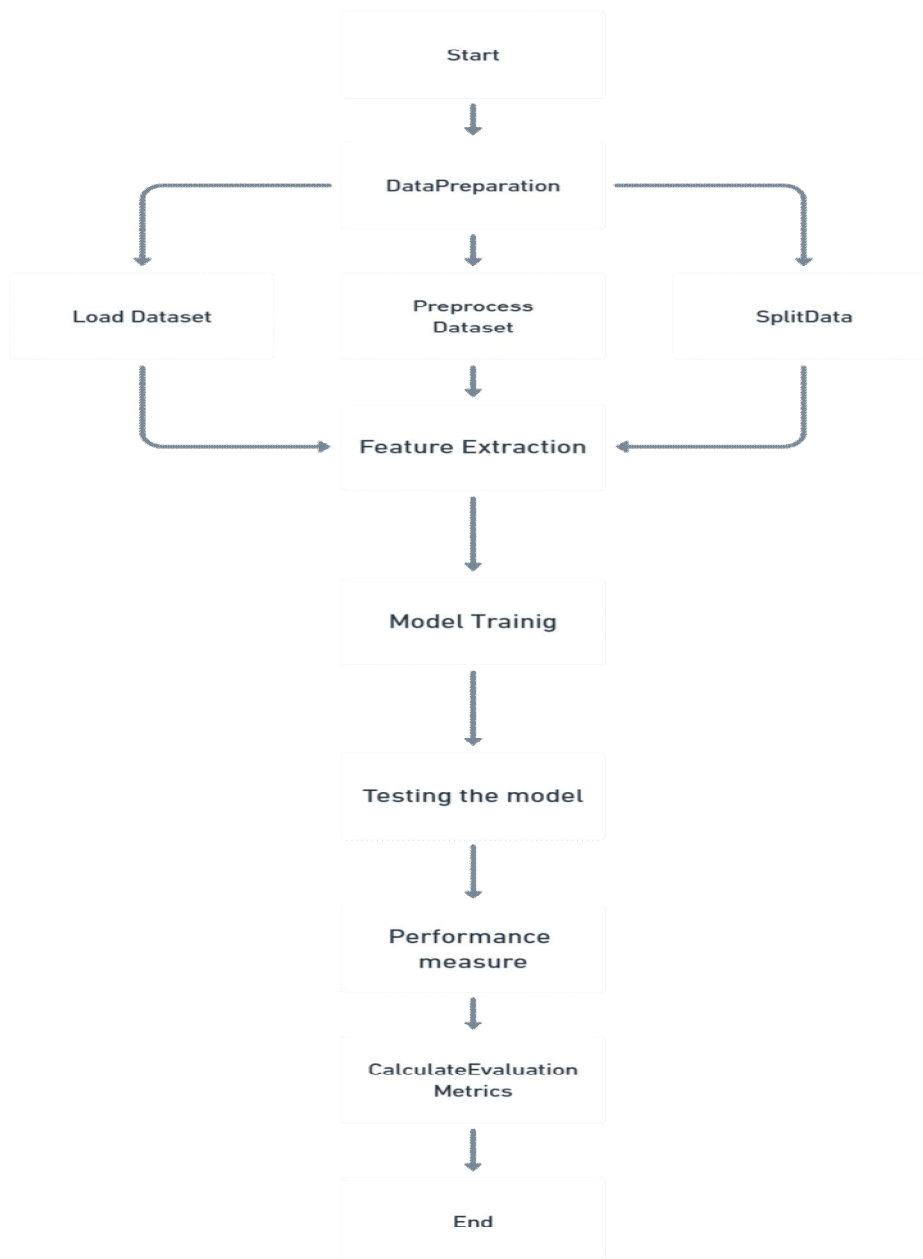 Start
DataPreparation
Load Dataset
Preprocess
Dataset
SplitData
Feature Extraction
Model Trainig
Testing the model
Performance
measure
CalculateEvaluation
Metrics
End